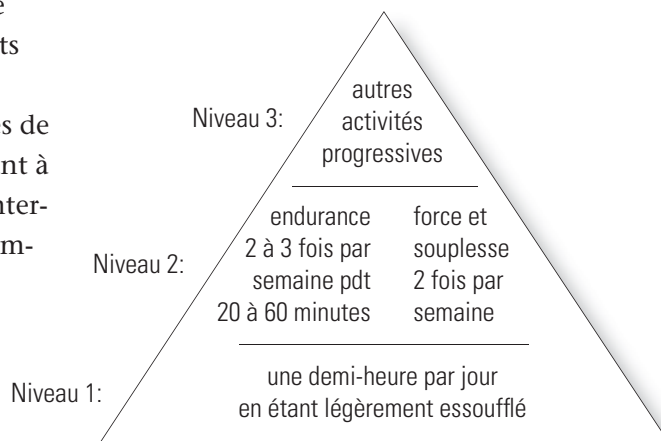 autres
Niveau 3: activités
progressives
endurance
2 à 3 fois par
semaine pdt
20 à 60 minutes
force et
souplesse
2 fois par
semaine
Niveau 2:
une demi-heure par jour
Niveau 1:
en étant légèrement essoufflé